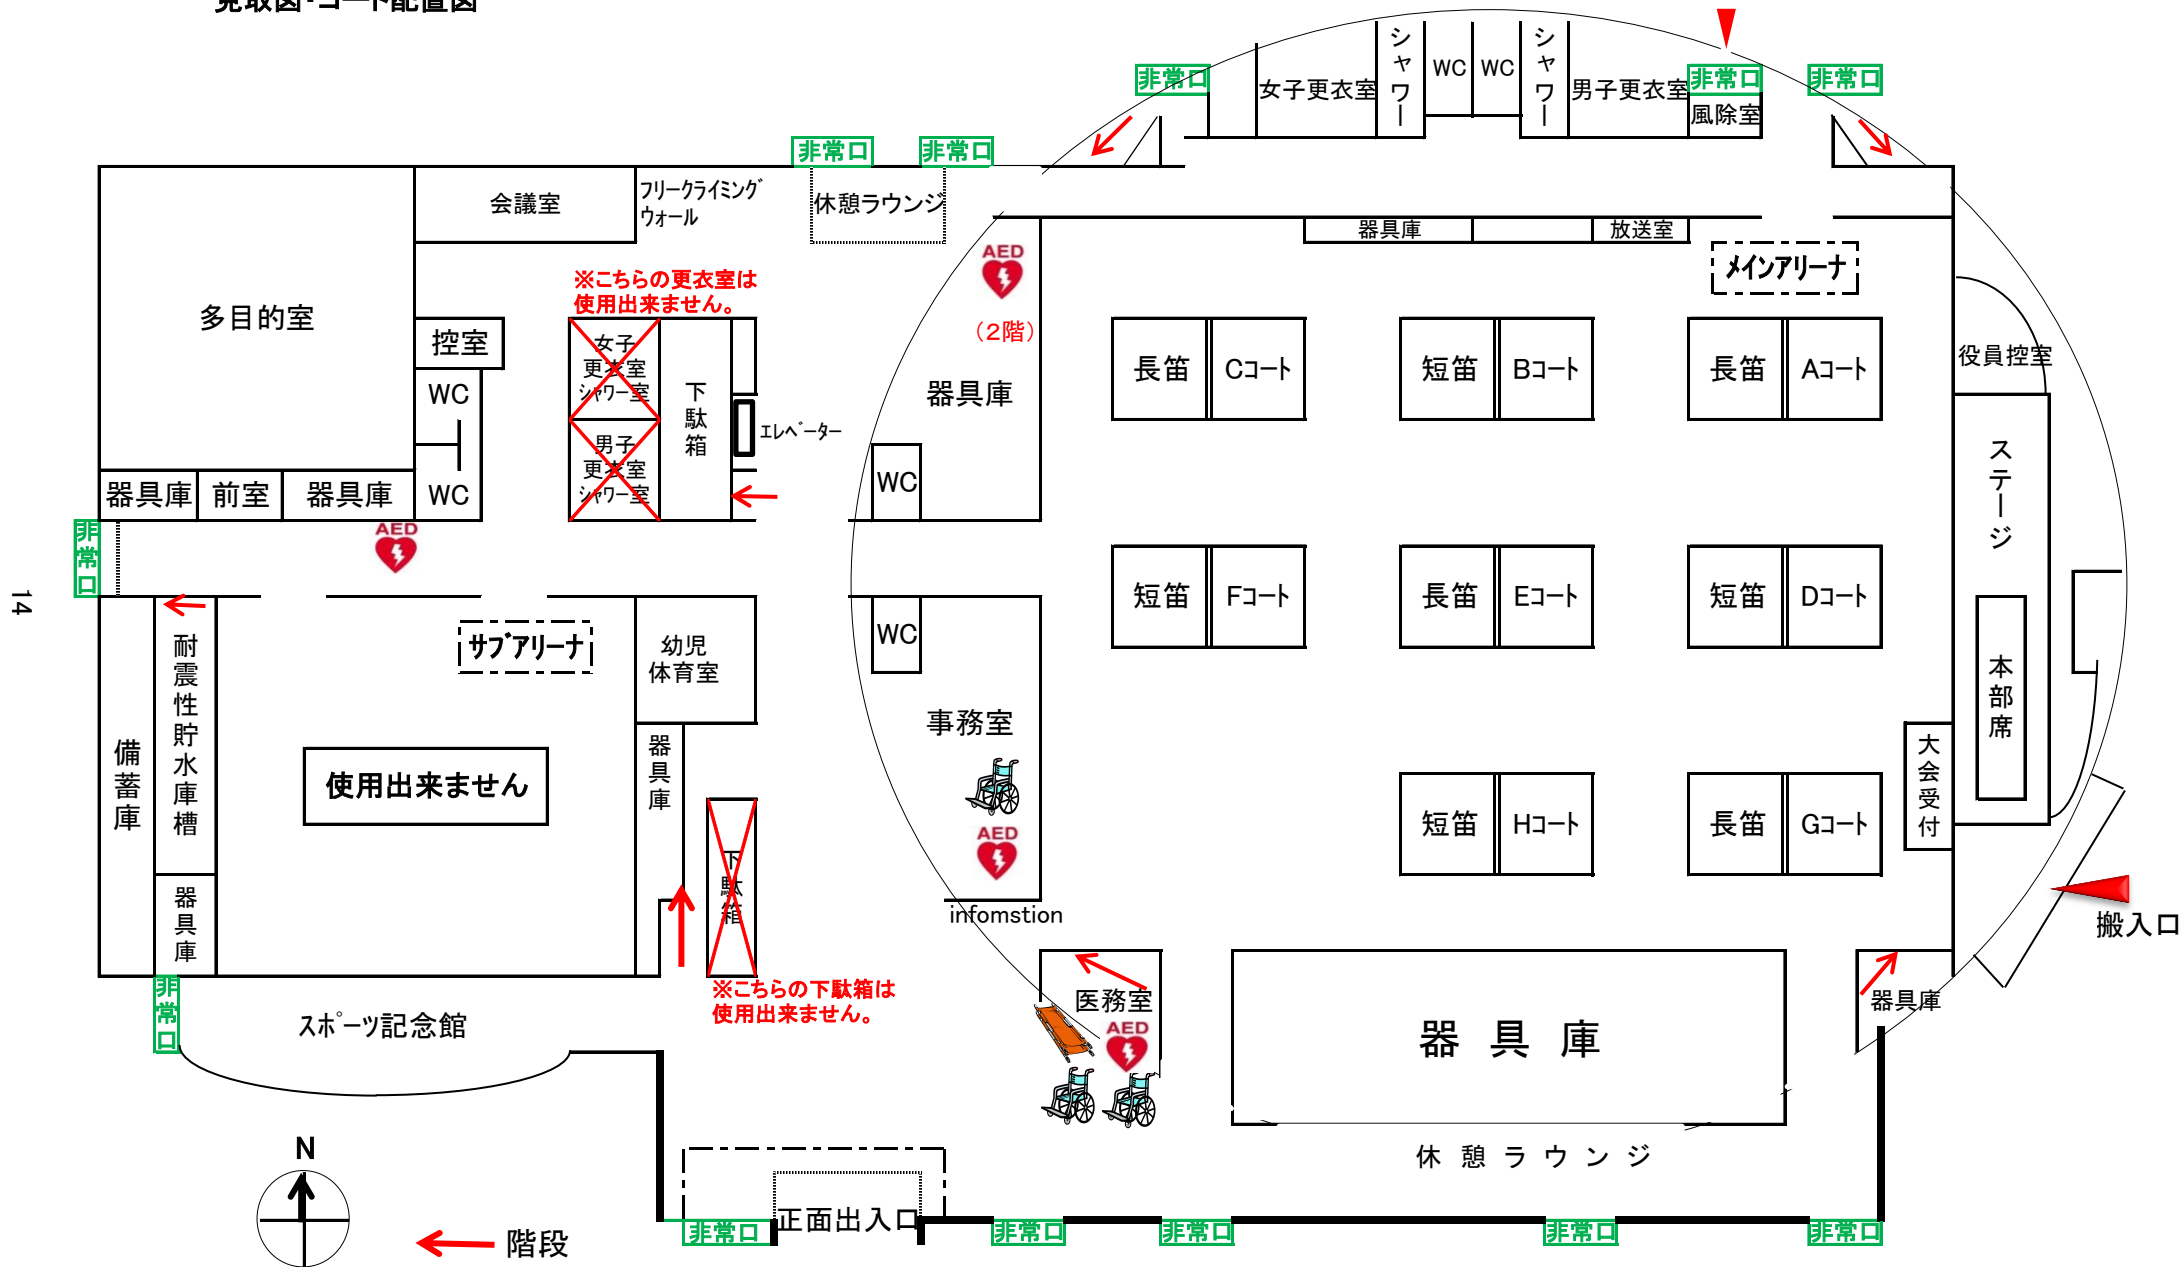 見取図・コート配置図
非常口
女子更衣室
シャワー
WC
WC
シャワー
男子更衣室
非常口
風除室
非常口
非常口
非常口
会議室
フリークライミング
ウォール
休憩ラウンジ
器具庫
放送室
メインアリーナ
AED
(2階)
器具庫
※こちらの更衣室は
使用出来ません。
多目的室
控室
WC
WC
女子
更衣室
シャワー室
男子
更衣室
シャワー室
下駄箱
エレベーター
WC
器具庫
前室
器具庫
長笛
Cコート
短笛
Bコート
長笛
Aコート
役員控室
ステージ
非常口
AED
短笛
Fコート
長笛
Eコート
短笛
Dコート
本部席
14
備蓄庫
耐震性貯水庫槽
器具庫
サブアリーナ
使用出来ません
幼児
体育室
器具庫
下駄箱
WC
事務室
AED
infomstion
短笛
Hコート
長笛
Gコート
大会受付
搬入口
※こちらの下駄箱は
使用出来ません。
非常口
スポーツ記念館
医務室
AED
器具庫
器具庫
休憩ラウンジ
N
階段
非常口
正面出入口
非常口
非常口
非常口
非常口